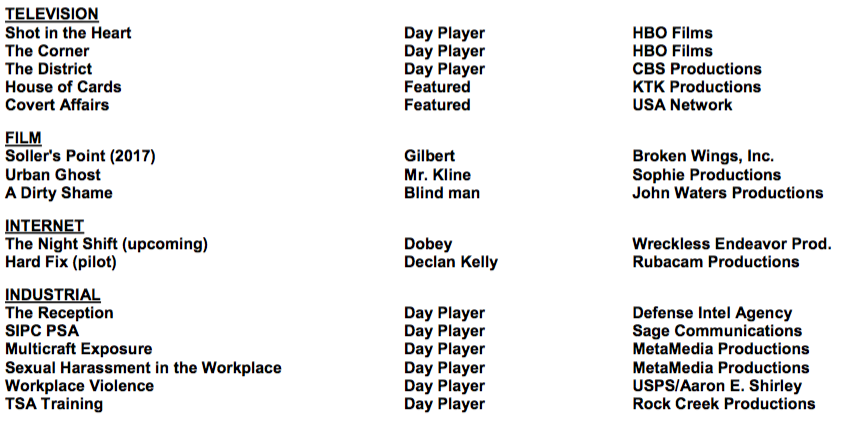 TELEVISION
Shot in the Heart Day Player HBO Films
The Corner Day Player HBO Films
The District Day Player CBS Productions
House of Cards Featured KTK Productions
Covert Affairs Featured USA Network
FILM
Soller's Point (2017) Gilbert Broken Wings, Inc.
Urban Ghost Mr. Kline Sophie Productions
A Dirty Shame Blind man John Waters Productions
INTERNET
The Night Shift (upcoming) Dobey Wreckless Endeavor Prod.
Hard Fix (pilot) Declan Kelly Rubacam Productions
INDUSTRIAL
The Reception Day Player Defense Intel Agency
SIPC PSA Day Player Sage Communications
Multicraft Exposure Day Player MetaMedia Productions
Sexual Harassment in the Workplace Day Player MetaMedia Productions
Workplace Violence Day Player USPS/Aaron E. Shirley
TSA Training Day Player Rock Creek Productions